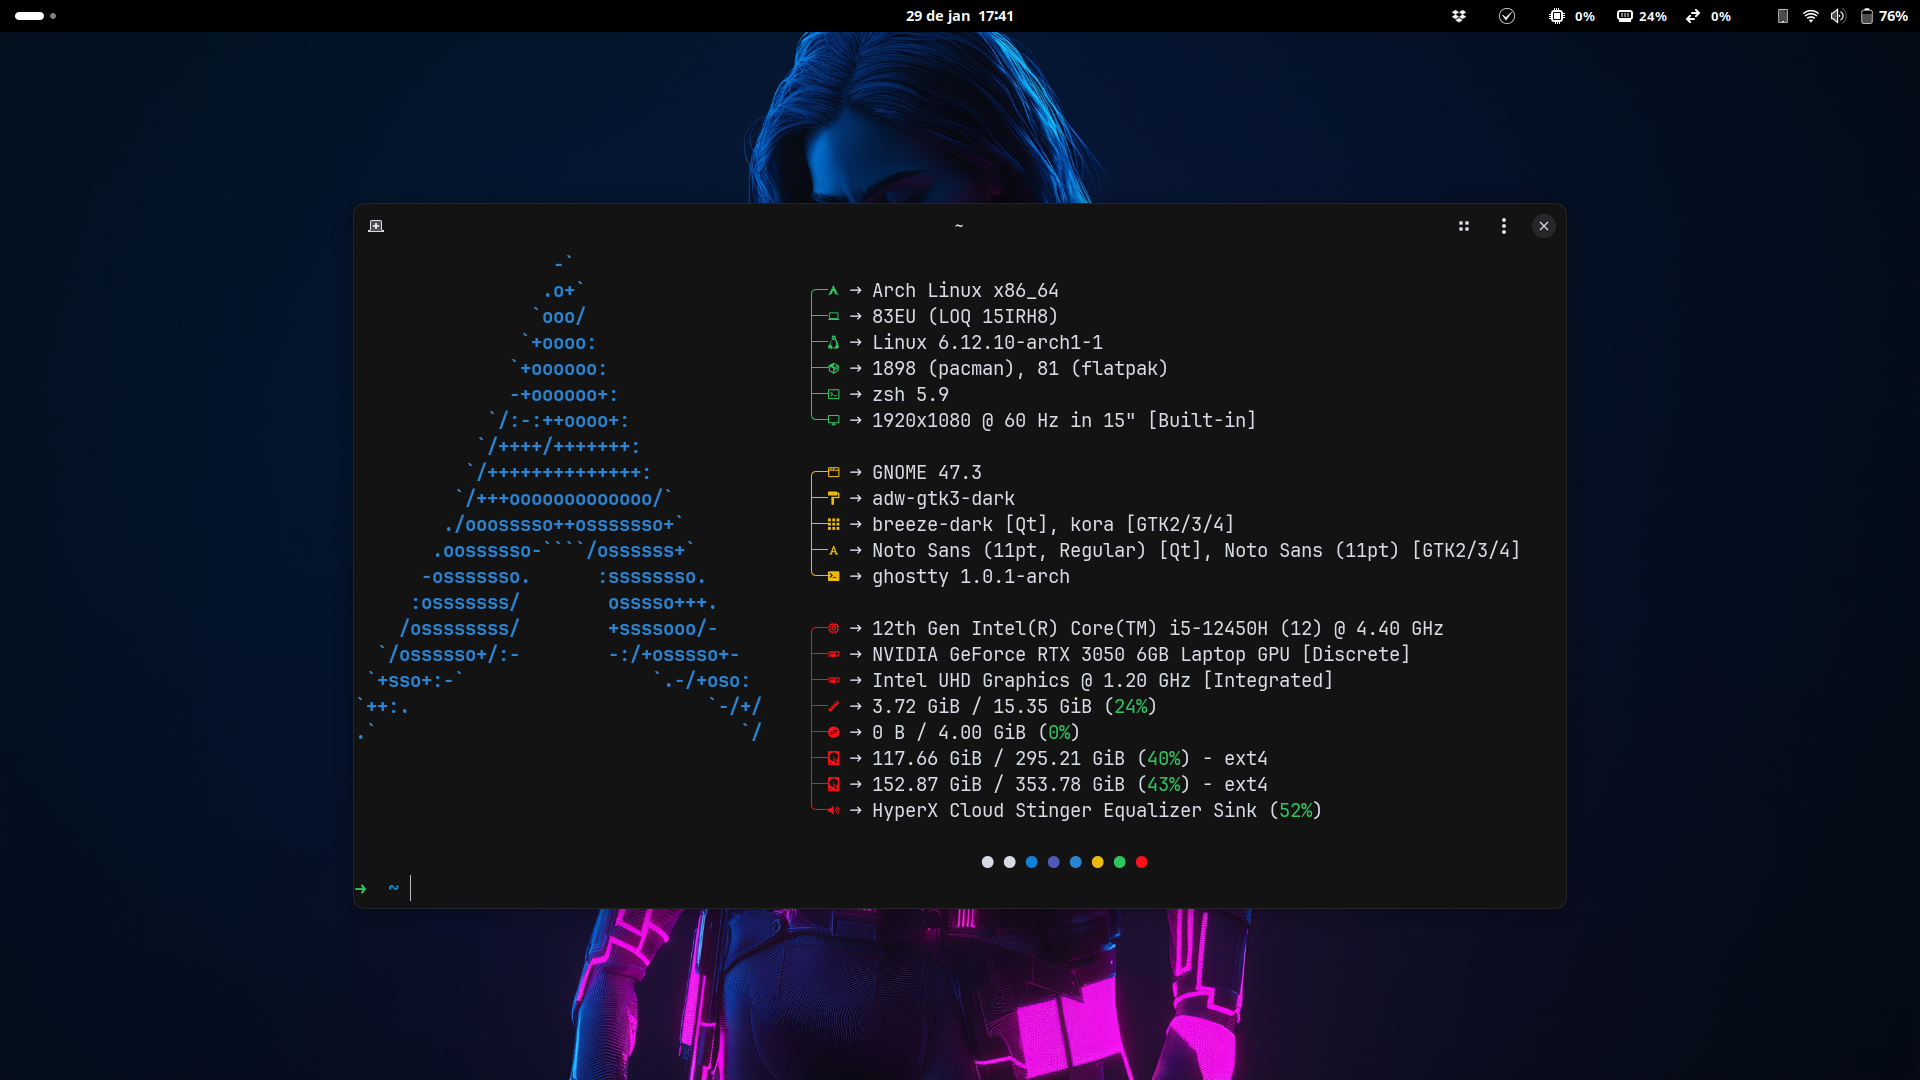 29 de jan 17:41
0%
24%
0%
76%
~
-`
.o+`
`ooo/
`+oooo:
`+oooooo:
-+oooooo+:
`/:-:++oooo+:
`/++++/+++++++:
`/++++++++++++++:
`/+++ooooooooooooo/`
./ooosssso++osssssso+`
.oossssso-````/ossssss+`
-osssssso.      :ssssssso.
:osssssss/        osssso+++.
/ossssssss/        +ssssooo/-
`/ossssso+/:-        -:/+osssso+-
`+sso+:-`                 `.-/+oso:
`++:.                           `-/+/
.`                                 `/
→ Arch Linux x86_64
→ 83EU (LOQ 15IRH8)
→ Linux 6.12.10-arch1-1
→ 1898 (pacman), 81 (flatpak)
→ zsh 5.9
→ 1920x1080 @ 60 Hz in 15" [Built-in]
→ GNOME 47.3
→ adw-gtk3-dark
→ breeze-dark [Qt], kora [GTK2/3/4]
→ Noto Sans (11pt, Regular) [Qt], Noto Sans (11pt) [GTK2/3/4]
→ ghostty 1.0.1-arch
→ 12th Gen Intel(R) Core(TM) i5-12450H (12) @ 4.40 GHz
→ NVIDIA GeForce RTX 3050 6GB Laptop GPU [Discrete]
→ Intel UHD Graphics @ 1.20 GHz [Integrated]
→ 3.72 GiB / 15.35 GiB (24%)
→ 0 B / 4.00 GiB (0%)
→ 117.66 GiB / 295.21 GiB (40%) - ext4
→ 152.87 GiB / 353.78 GiB (43%) - ext4
→ HyperX Cloud Stinger Equalizer Sink (52%)
→ ~